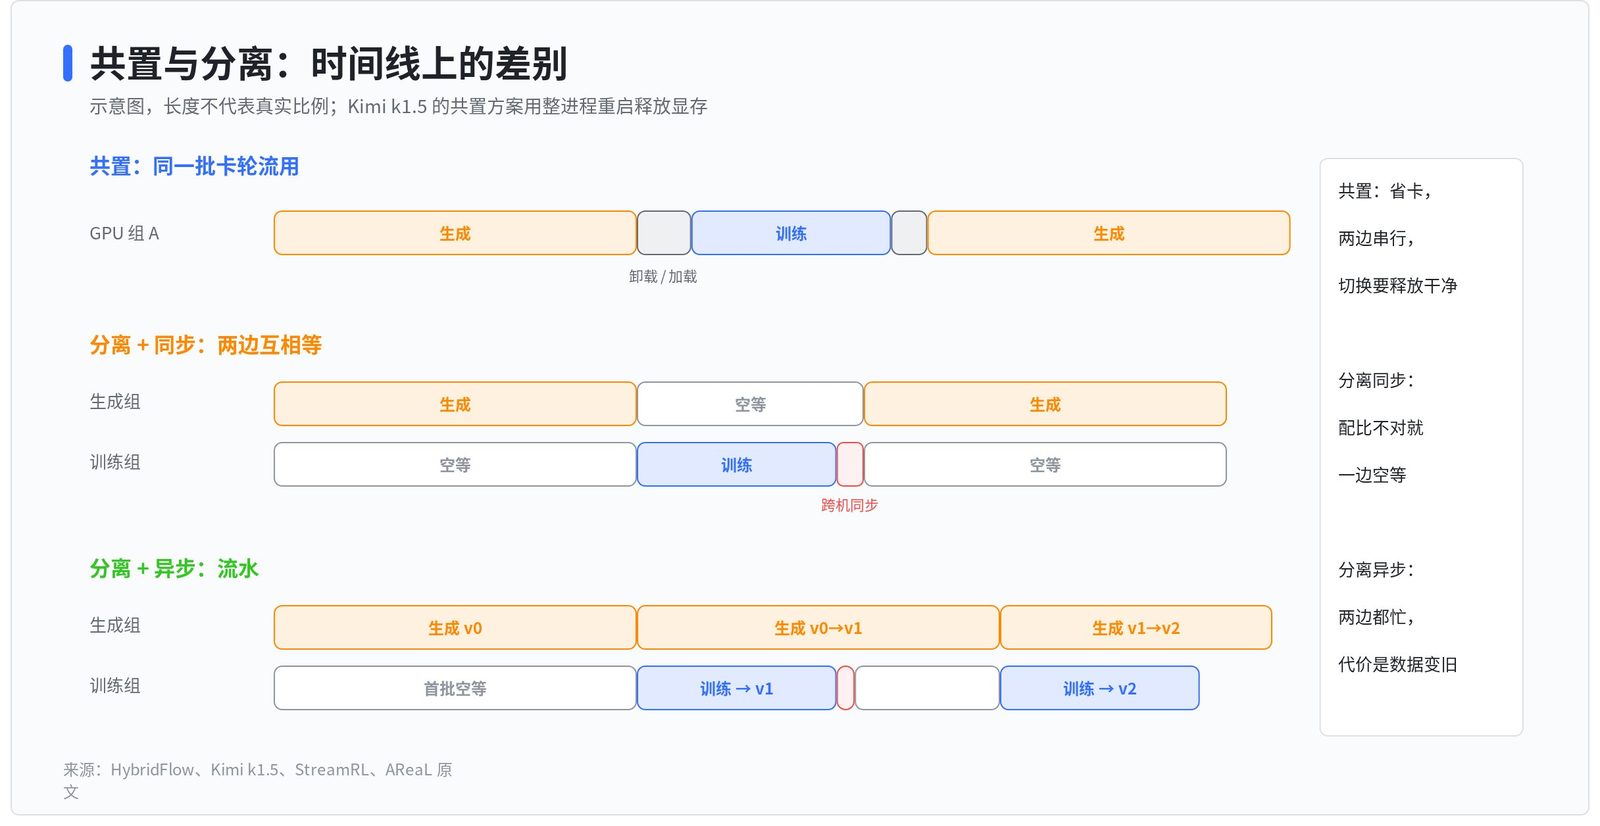 共置与分离：时间线上的差别
示意图，长度不代表真实比例；Kimi k1.5 的共置方案用整进程重启释放显存
共置：同一批卡轮流用
GPU 组 A
生成
训练
生成
卸载 / 加载
分离 + 同步：两边互相等
生成组
生成
空等
生成
训练组
空等
训练
空等
跨机同步
分离 + 异步：流水
生成组
生成 v0
生成 v0→v1
生成 v1→v2
训练组
首批空等
训练 → v1
训练 → v2
共置：省卡，
两边串行，
切换要释放干净
分离同步：
配比不对就
一边空等
分离异步：
两边都忙，
代价是数据变旧
来源：HybridFlow、Kimi k1.5、StreamRL、AReaL 原
文